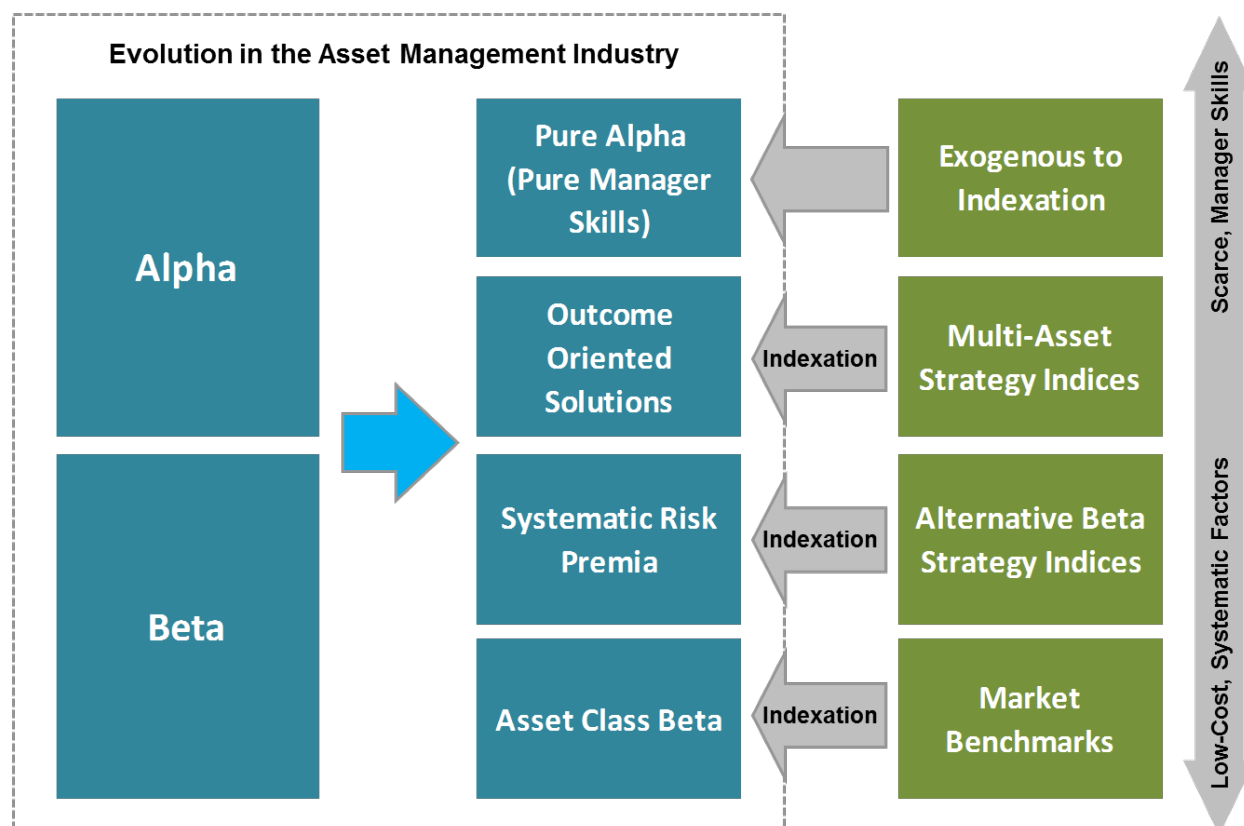 Evolution in the Asset Management Industry
Alpha
Beta
Pure Alpha
(Pure Manager
Skills)
Exogenous to
Indexation
Outcome
Oriented
Solutions
Indexation
Multi-Asset
Strategy Indices
Systematic Risk
Premia
Indexation
Alternative Beta
Strategy Indices
Asset Class Beta
Indexation
Market
Benchmarks
Scarce, Manager Skills
Low-Cost, Systematic Factors